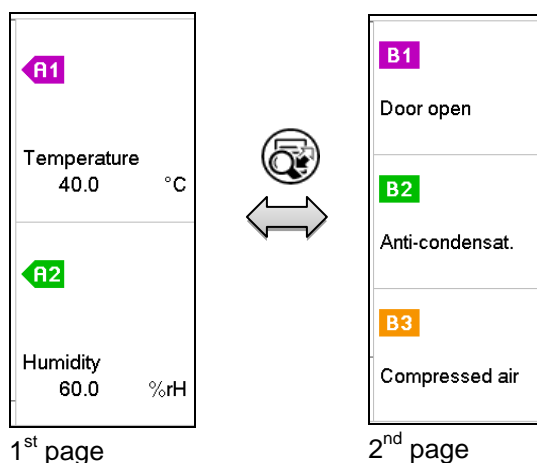 A1
Temperature
40.0 °C
A2
Humidity
60.0 %rH
1st page
B1
Door open
B2
Anti-condensat.
B3
Compressed air
2nd page